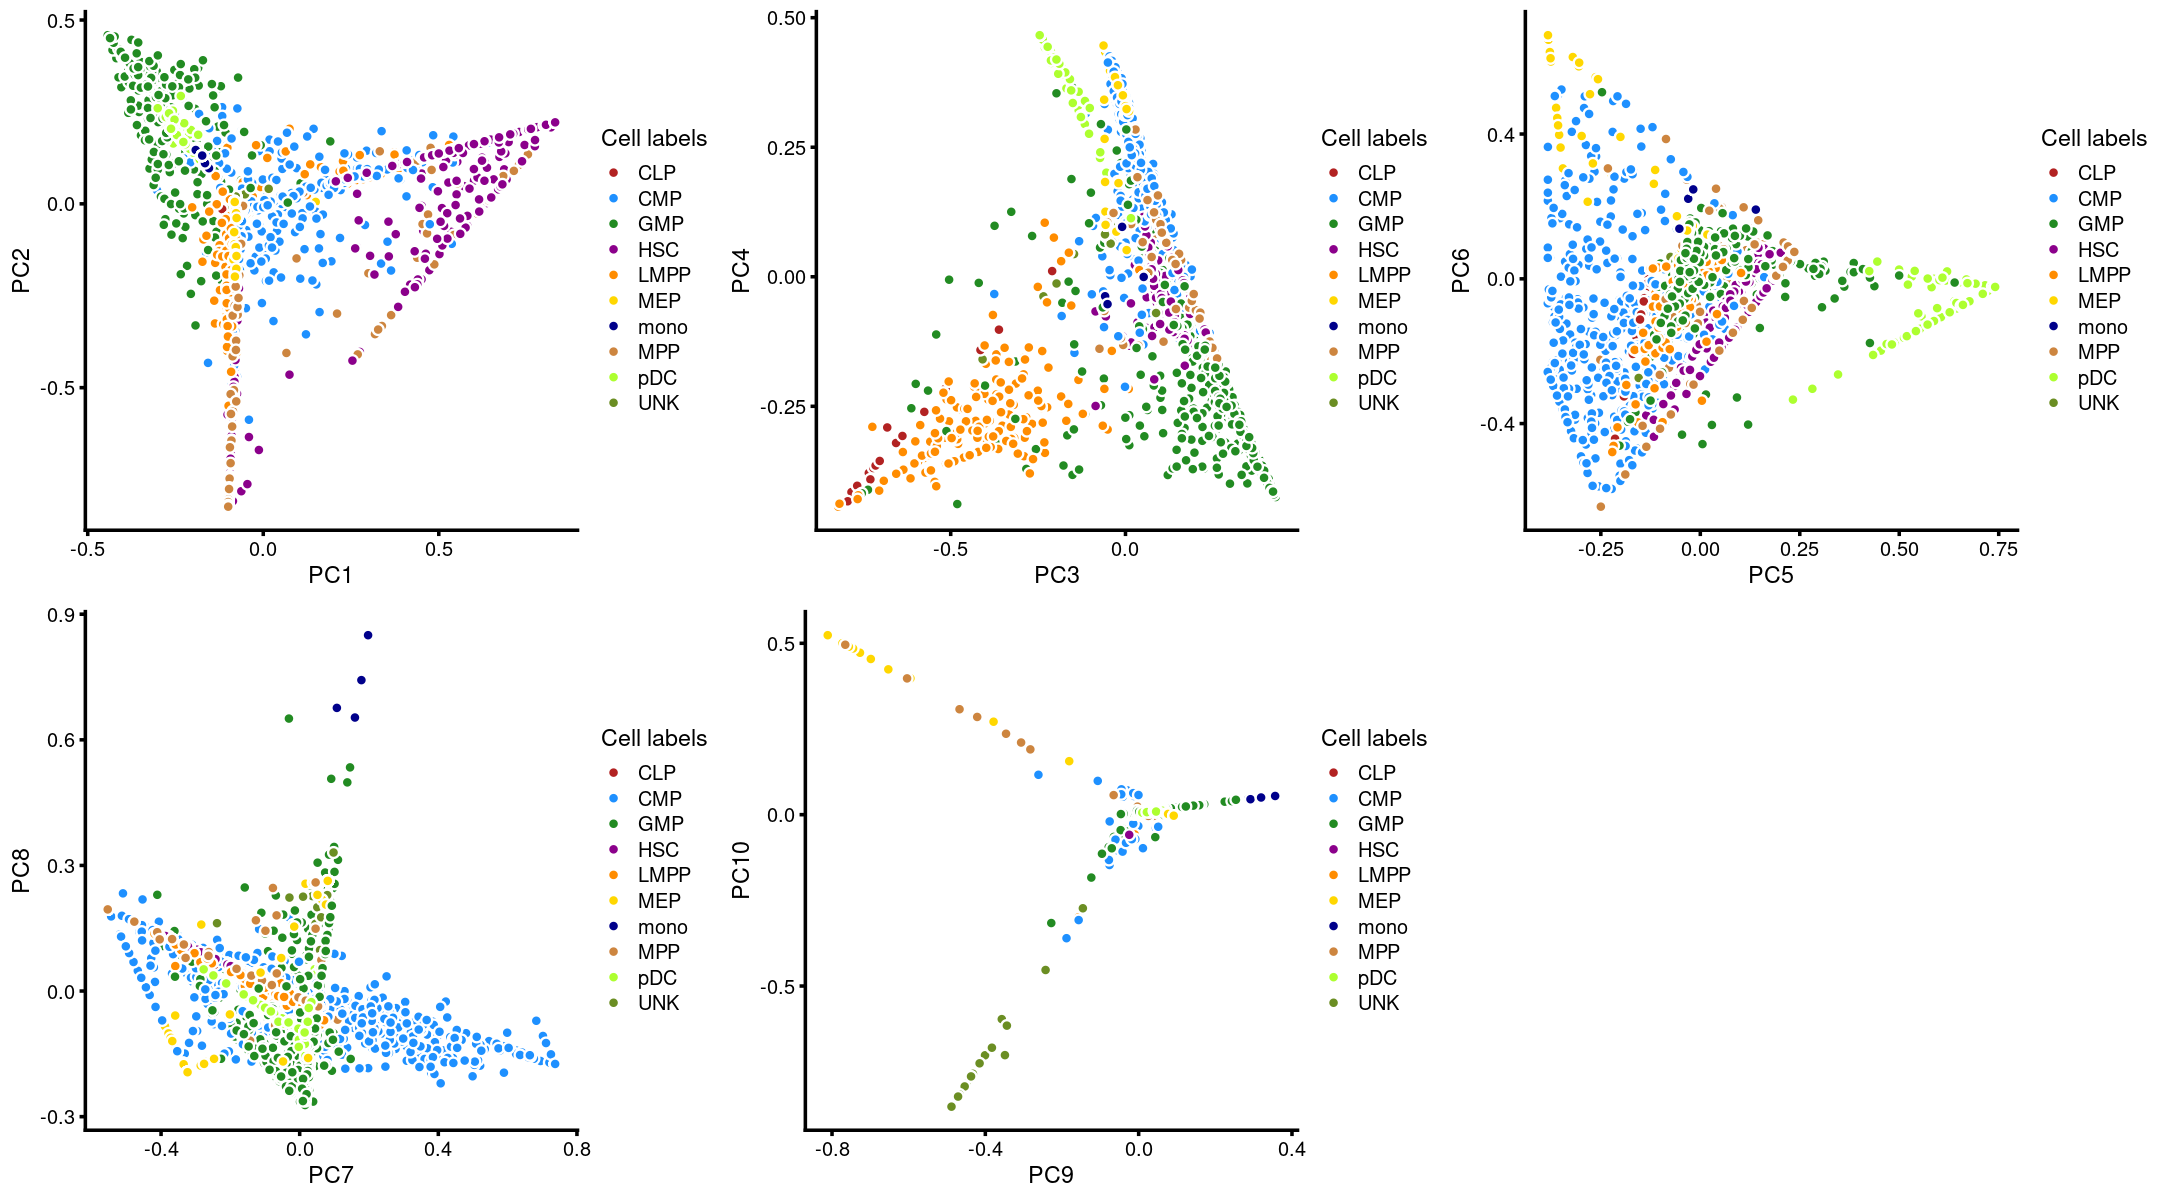 0.5
0.0
-0.5
PC2
-0.5
0.0
0.5
PC1
Cell labels
CLP
CMP
GMP
HSC
LMPP
MEP
mono
MPP
pDC
UNK
0.50
0.25
0.00
-0.25
PC4
-0.5
0.0
PC3
Cell labels
CLP
CMP
GMP
HSC
LMPP
MEP
mono
MPP
pDC
UNK
0.4
0.0
-0.4
PC6
-0.25
0.00
0.25
0.50
0.75
PC5
Cell labels
CLP
CMP
GMP
HSC
LMPP
MEP
mono
MPP
pDC
UNK
0.9
0.6
0.3
0.0
-0.3
PC8
-0.4
0.0
0.4
0.8
PC7
Cell labels
CLP
CMP
GMP
HSC
LMPP
MEP
mono
MPP
pDC
UNK
0.5
0.0
-0.5
PC10
-0.8
-0.4
0.0
0.4
PC9
Cell labels
CLP
CMP
GMP
HSC
LMPP
MEP
mono
MPP
pDC
UNK